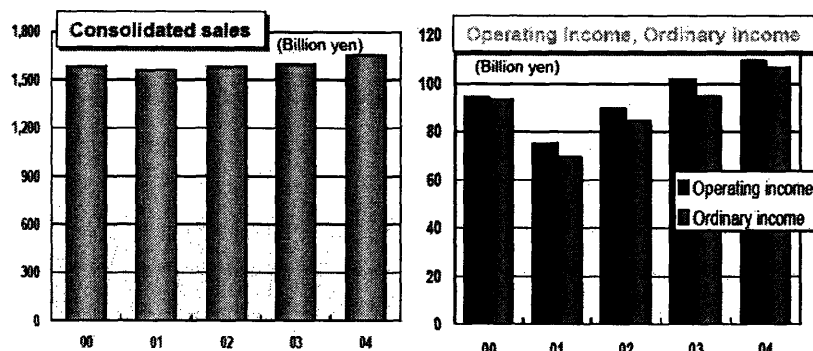 Consolidated sales
(Billion yen)
1,800
1,500
1,200
900
600
300
0
00 01 02 03 04
Operating Income, Ordinary income
(Billion yen)
120
100
80
60
40
20
0
Operating income
Ordinary income
00 01 02 03 04